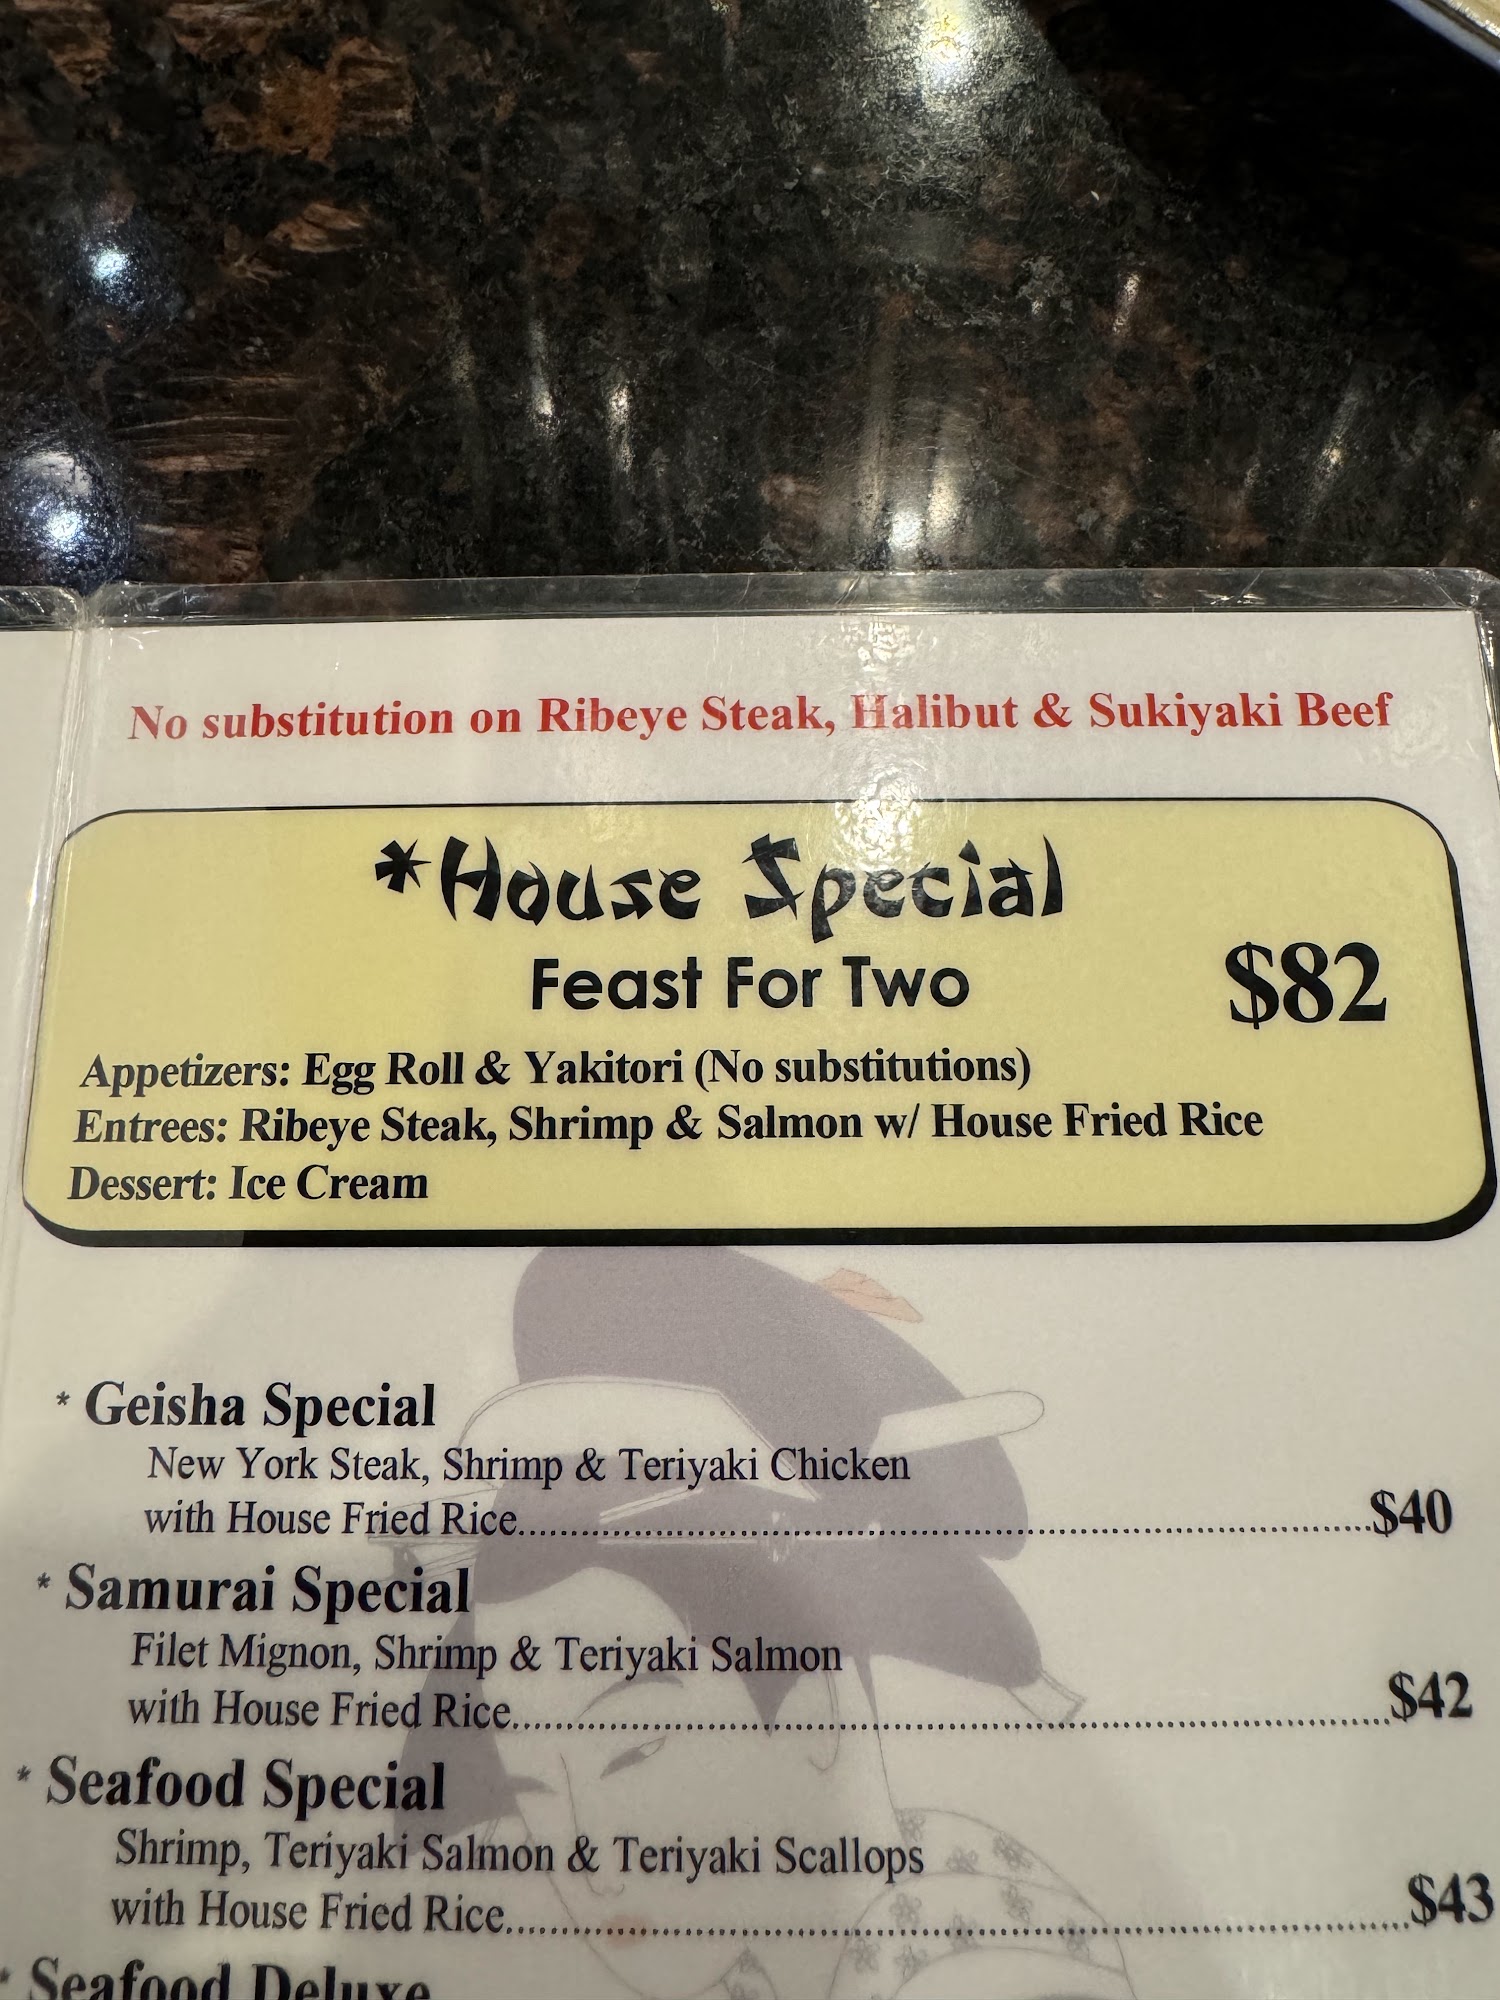 No substitution on Ribeye Steak, Halibut & Sukiyaki Beef
*House Special
Feast For Two
$82
Appetizers: Egg Roll & Yakitori (No substitutions)
Entrees: Ribeye Steak, Shrimp & Salmon w/ House Fried Rice
Dessert: Ice Cream
* Geisha Special
New York Steak, Shrimp & Teriyaki Chicken
with House Fried Rice..........$40
* Samurai Special
Filet Mignon, Shrimp & Teriyaki Salmon
with House Fried Rice..........$42
* Seafood Special
Shrimp, Teriyaki Salmon & Teriyaki Scallops
with House Fried Rice..........$43
* Seafood Deluxe